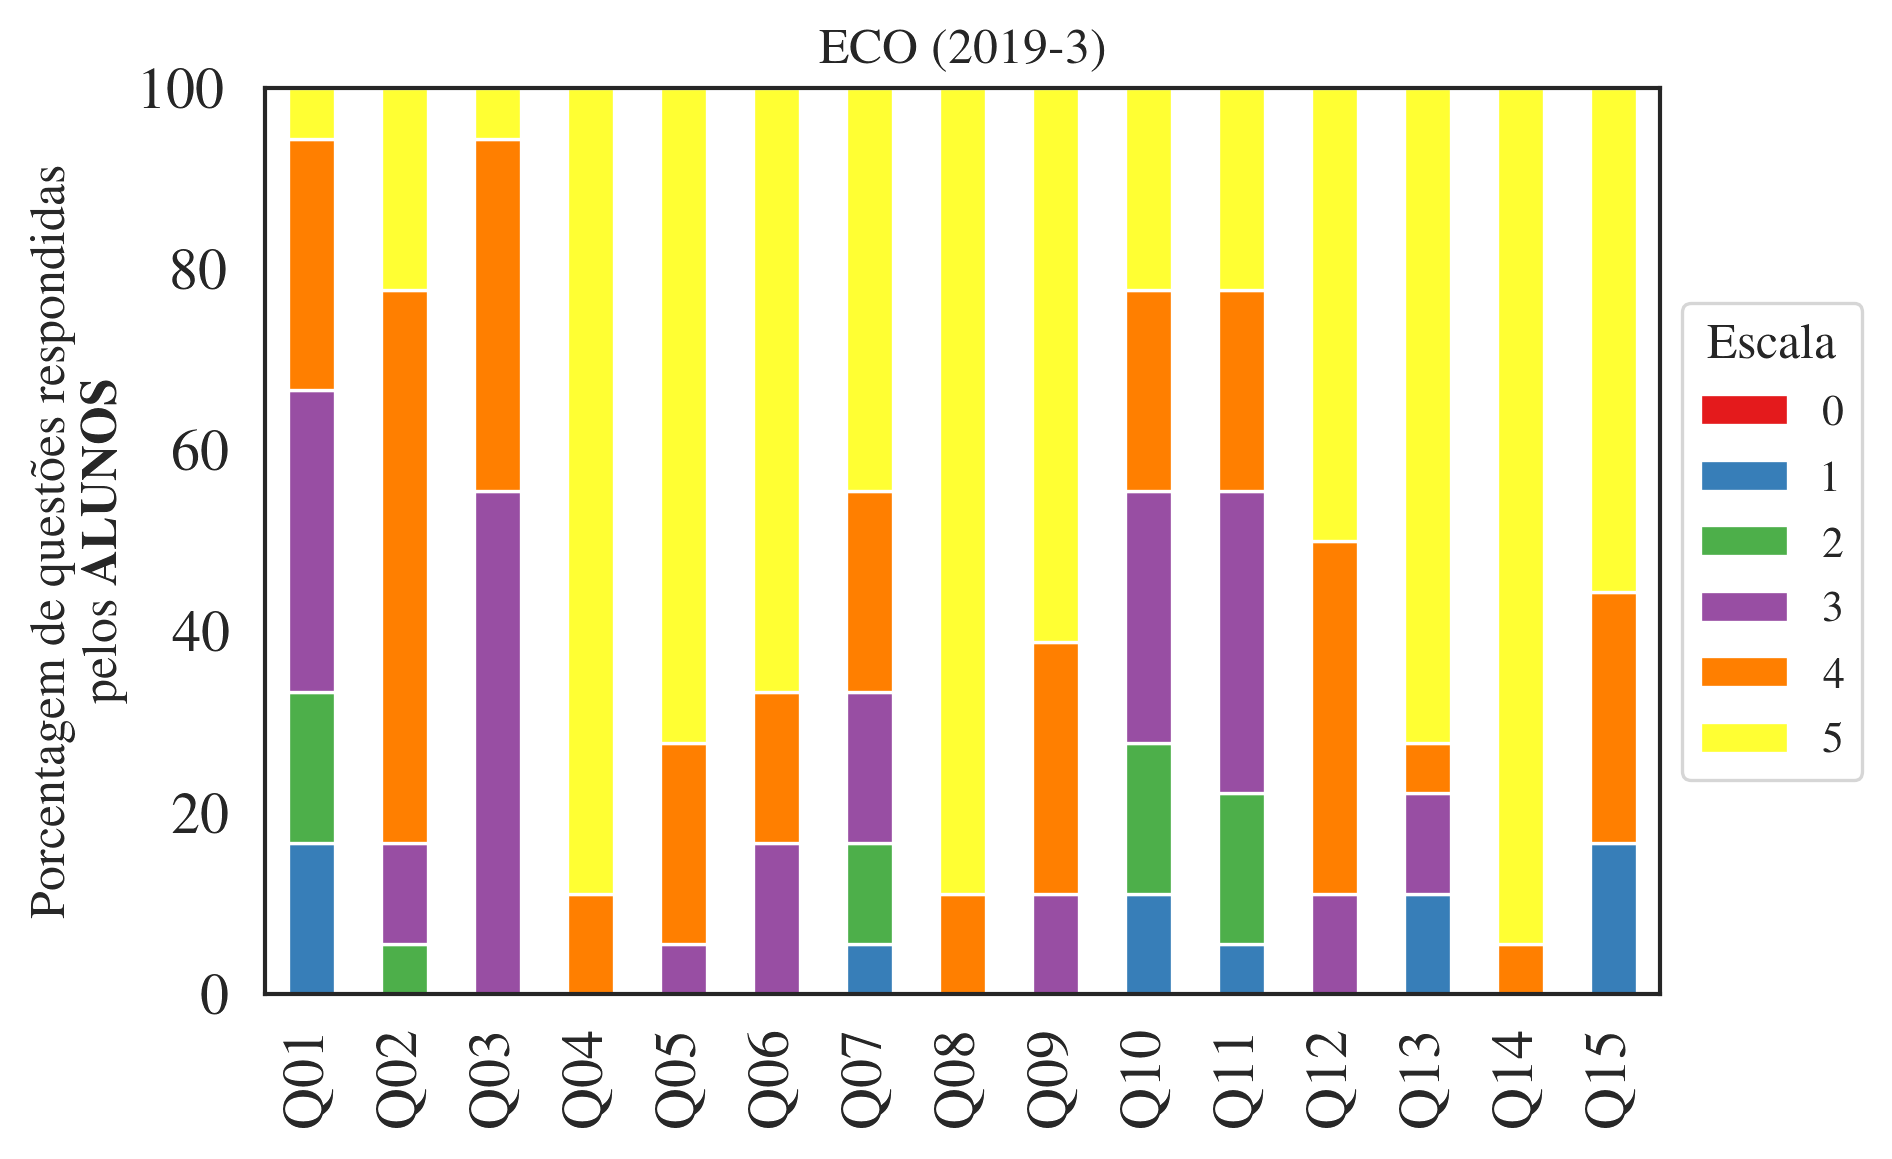 ECO (2019-3)
Porcentagem de questões respondidas
pelos ALUNOS
100
80
60
40
20
0
Q01
Q02
Q03
Q04
Q05
Q06
Q07
Q08
Q09
Q10
Q11
Q12
Q13
Q14
Q15
Escala
0
1
2
3
4
5